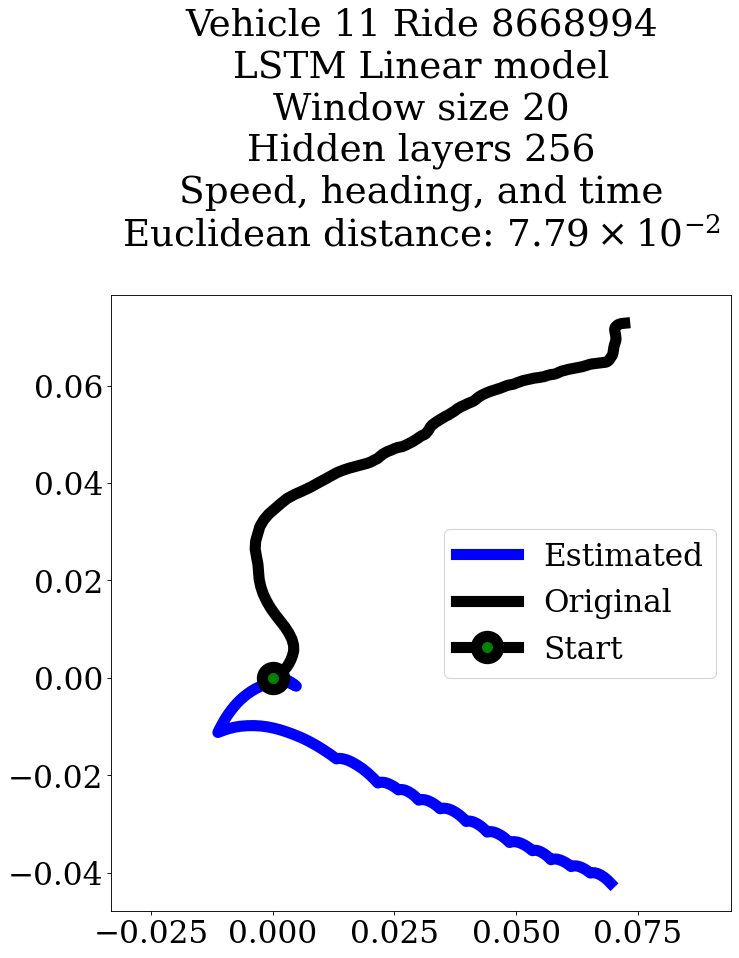 Vehicle 11 Ride 8668994
LSTM Linear model
Window size 20
Hidden layers 256
Speed, heading, and time
Euclidean distance: 7.79 × 10⁻²
0.06
0.04
0.02
0.00
−0.02
−0.04
Estimated
Original
Start
−0.025 0.000 0.025 0.050 0.075